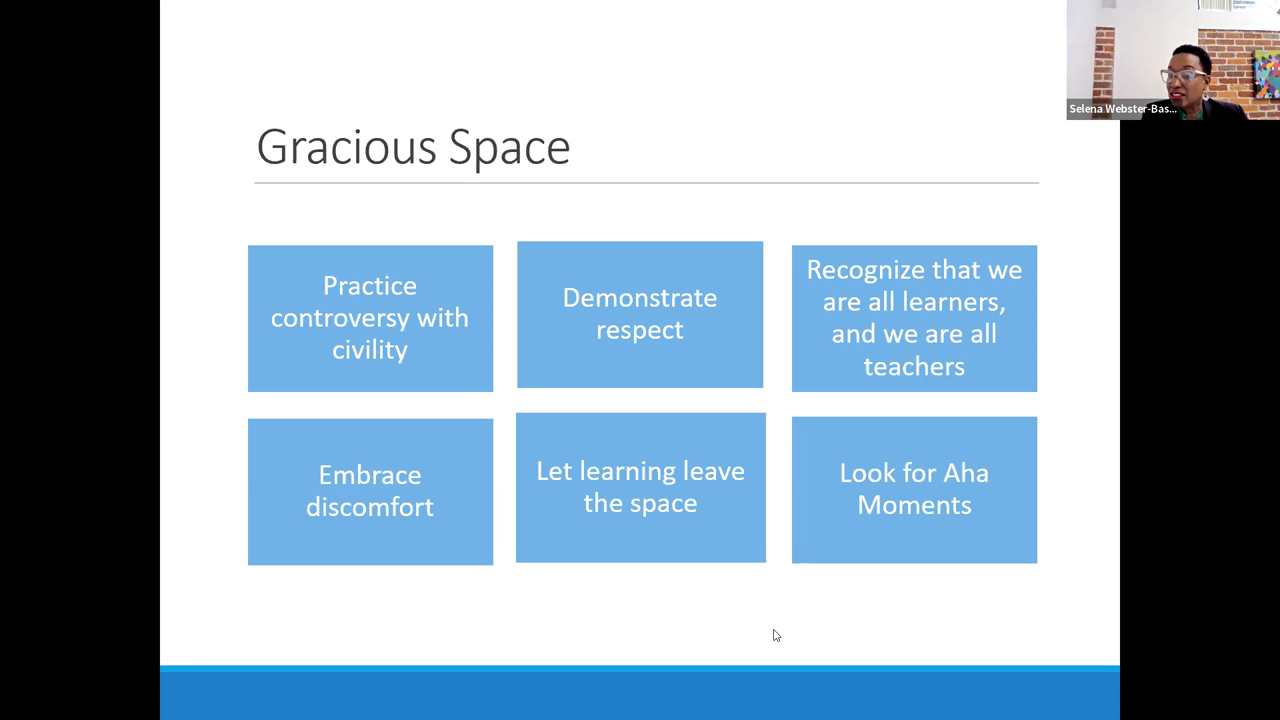 Gracious Space
Selena Webster-Bas...
Practice
controversy with
civility
Demonstrate
respect
Recognize that we
are all learners,
and we are all
teachers
Embrace
discomfort
Let learning leave
the space
Look for Aha
Moments